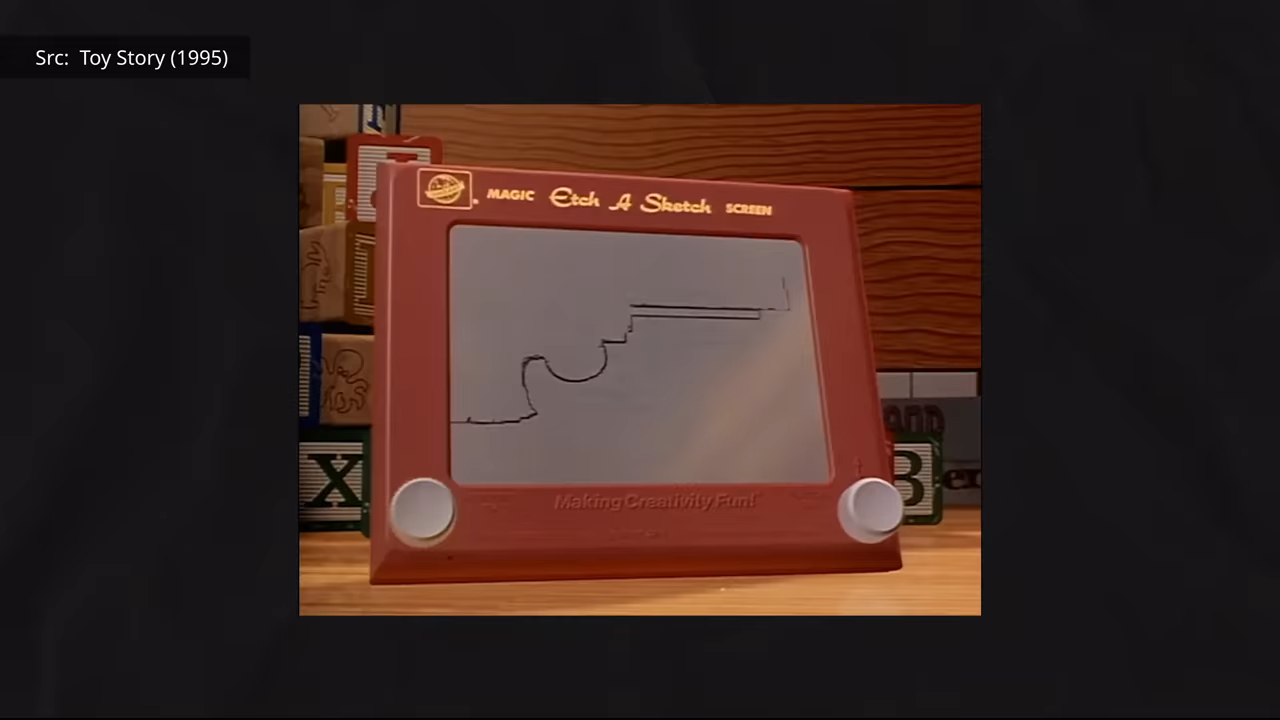 Src: Toy Story (1995)
MAGIC Etch A Sketch SCREEN
Making Creativity Fun!
X
B